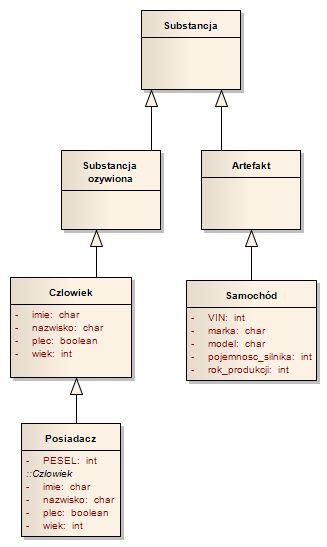 Substancja
Substancja
ozywiona
Artefakt
Czlowiek
- imie: char
- nazwisko: char
- plec: boolean
- wiek: int
Samochód
- VIN: int
- marka: char
- model: char
- pojemnosc_silnika: int
- rok_produkcji: int
Posiadacz
- PESEL: int
::Czlowiek
- imie: char
- nazwisko: char
- plec: boolean
- wiek: int